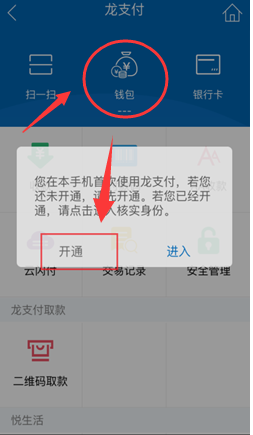 龙支付
扫一扫
钱包
银行卡
您在本手机首次使用龙支付，若您
还未开通，请先开通。若您已经开
通，请点击进入核实身份。
开通
进入
云闪付
交易记录
安全管理
龙支付取款
二维码取款
悦生活